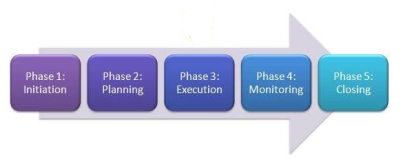 Phase 1:
Initiation
Phase 2:
Planning
Phase 3:
Execution
Phase 4:
Monitoring
Phase 5:
Closing